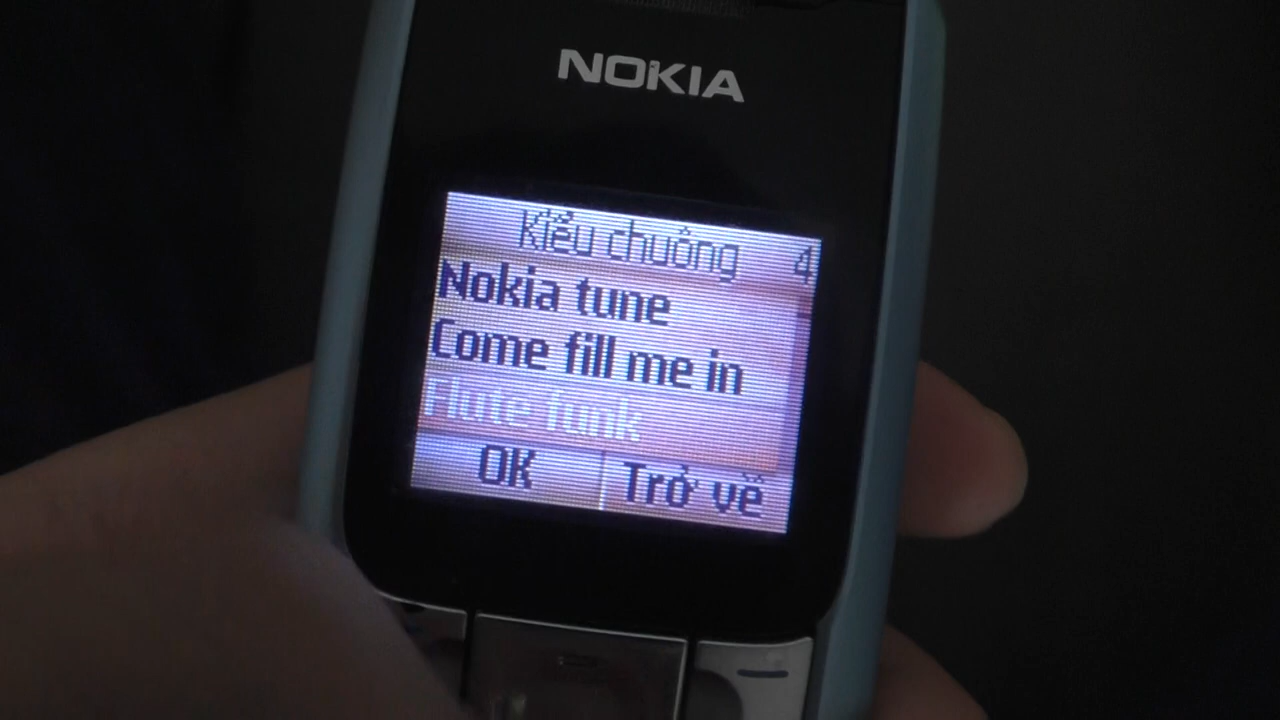 NOKIA
Kiểu chuông 4
Nokia tune
Come fill me in
Flute funk
OK Trở về